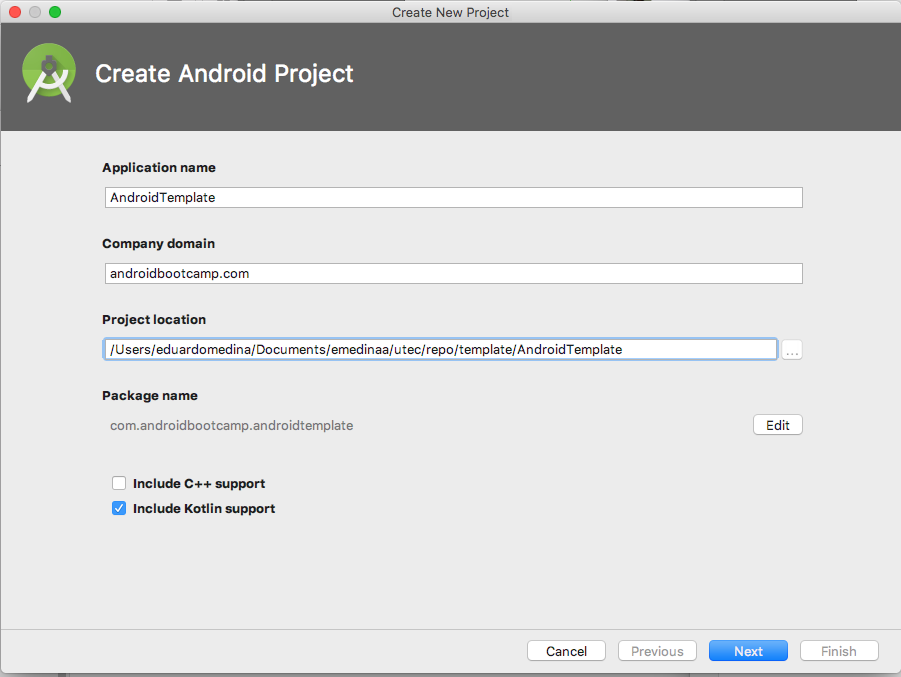 Create New Project
Create Android Project
Application name
AndroidTemplate
Company domain
androidbootcamp.com
Project location
/Users/eduardomedina/Documents/emedinaa/utec/repo/template/AndroidTemplate
...
Package name
com.androidbootcamp.androidtemplate
Edit
Include C++ support
Include Kotlin support
Cancel
Previous
Next
Finish